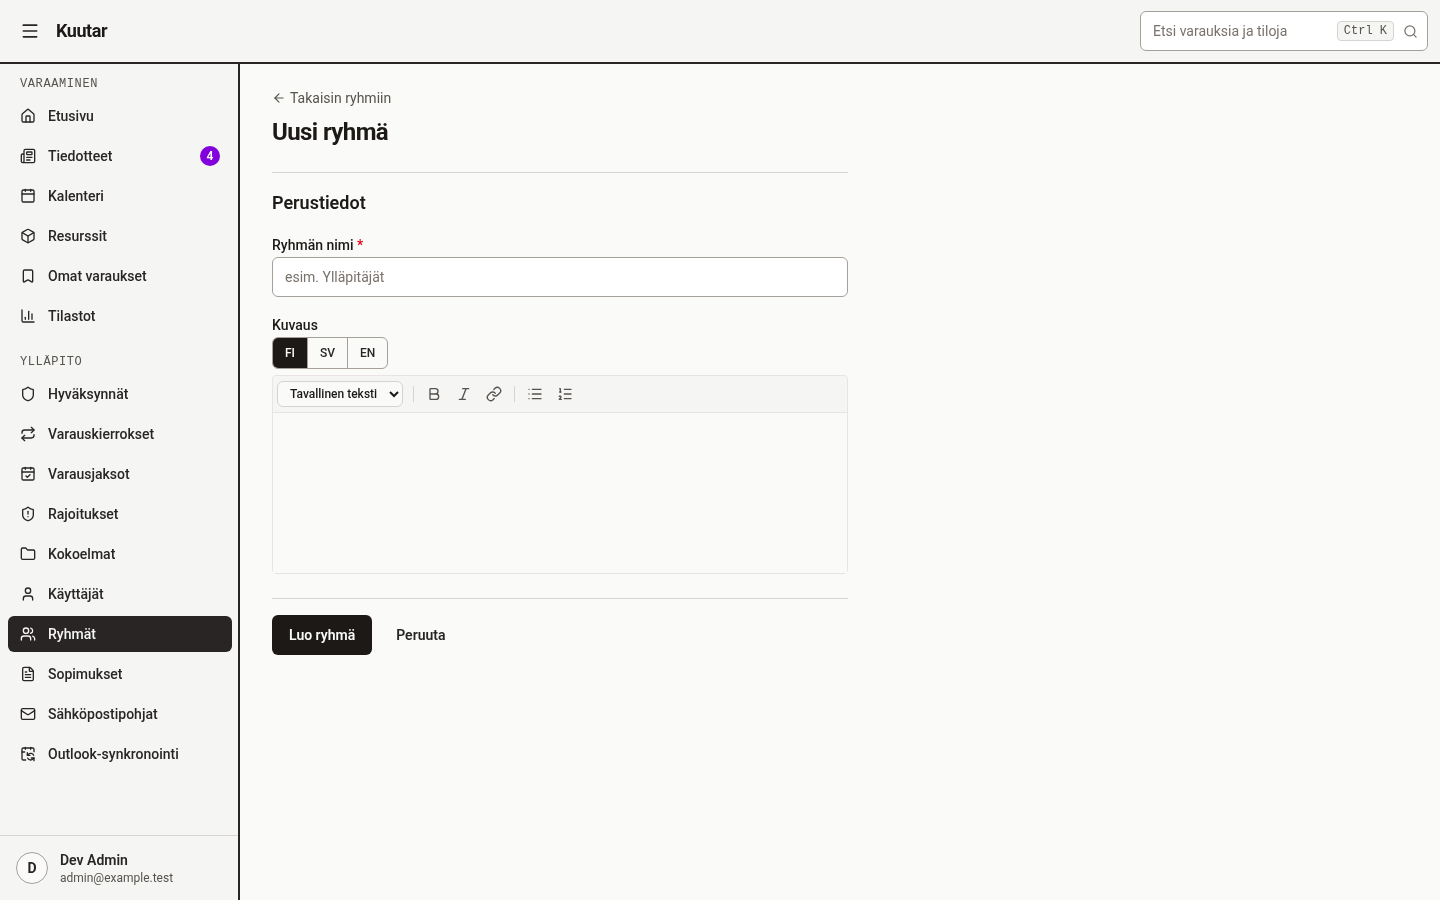 Kuutar
Etsi varauksia ja tiloja
Ctrl K
VARAAMINEN
Etusivu
Tiedotteet
4
Kalenteri
Resurssit
Omat varaukset
Tilastot
YLLÄPITO
Hyväksynnät
Varauskierrokset
Varausjaksot
Rajoitukset
Kokoelmat
Käyttäjät
Ryhmät
Sopimukset
Sähköpostipohjat
Outlook-synkronointi
D
Dev Admin
admin@example.test
Takaisin ryhmiin
Uusi ryhmä
Perustiedot
Ryhmän nimi *
esim. Ylläpitäjät
Kuvaus
FI SV EN
Tavallinen teksti
Luo ryhmä
Peruuta